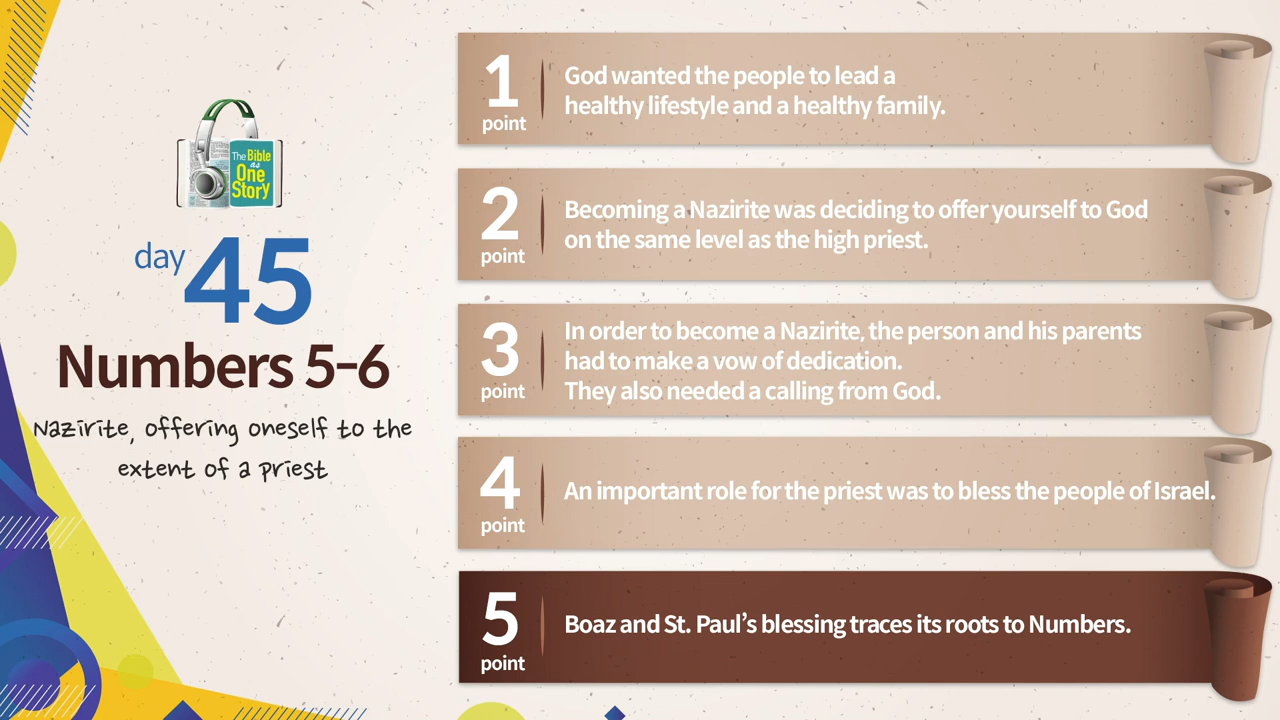 The Bible
as
One
Story
day 45
Numbers 5-6
Nazirite, offering oneself to the
extent of a priest
1
point
God wanted the people to lead a
healthy lifestyle and a healthy family.
2
point
Becoming a Nazirite was deciding to offer yourself to God
on the same level as the high priest.
3
point
In order to become a Nazirite, the person and his parents
had to make a vow of dedication.
They also needed a calling from God.
4
point
An important role for the priest was to bless the people of Israel.
5
point
Boaz and St. Paul's blessing traces its roots to Numbers.